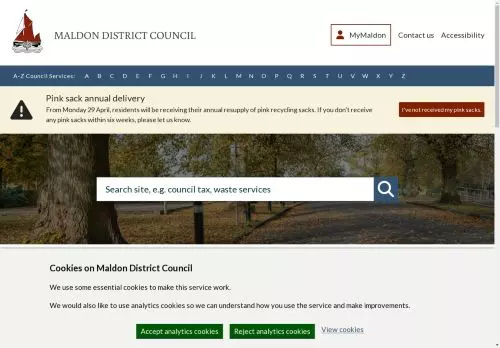 MALDON DISTRICT COUNCIL
MyMaldon
Contact us
Accessibility
A-Z Council Services: A B C D E F G H I J K L M N O P Q R S T U V W X Y Z
Pink sack annual delivery
From Monday 29 April, residents will be receiving their annual resupply of pink recycling sacks. If you don't receive
any pink sacks within six weeks, please let us know.
I've not received my pink sacks.
Search site, e.g. council tax, waste services
Cookies on Maldon District Council
We use some essential cookies to make this service work.
We would also like to use analytics cookies so we can understand how you use the service and make improvements.
Accept analytics cookies
Reject analytics cookies
View cookies